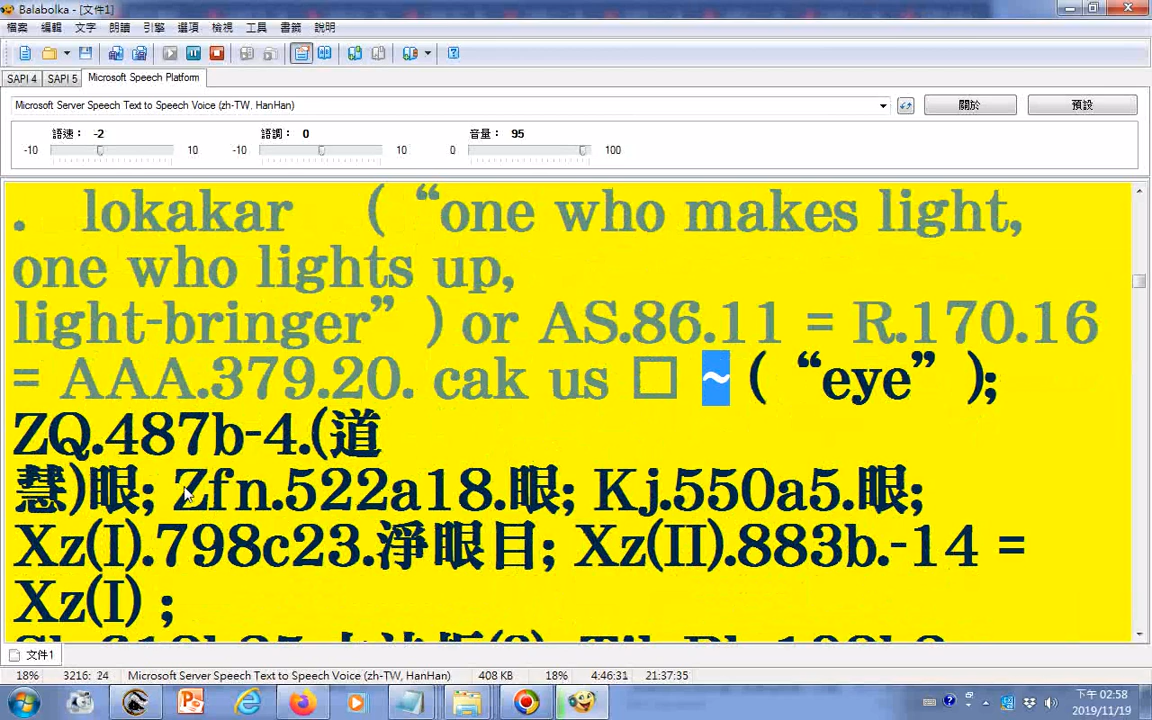 Balabolka - [文件1]
檔案 編輯 文字 朗讀 引擎 選項 檢視 工具 書籤 說明
SAPI 4 SAPI 5 Microsoft Speech Platform
Microsoft Server Speech Text to Speech Voice (zh-TW, HanHan) 關於 預設
語速： -2 語調： 0 音量： 95
-10 10 -10 10 0 100
. lokakar (“one who makes light,
one who lights up,
light-bringer”) or AS.86.11 = R.170.16
= AAA.379.20. cak us □ ~ (“eye”);
ZQ.487b-4.(道
慧)眼; Zfn.522a18.眼; Kj.550a5.眼;
Xz(I).798c23.淨眼目; Xz(II).883b.-14 =
Xz(I) ;
文件1
18% 3216: 24 Microsoft Server Speech Text to Speech Voice (zh-TW, HanHan) 408 KB 18% 4:46:31 21:37:35
下午 02:58
2019/11/19